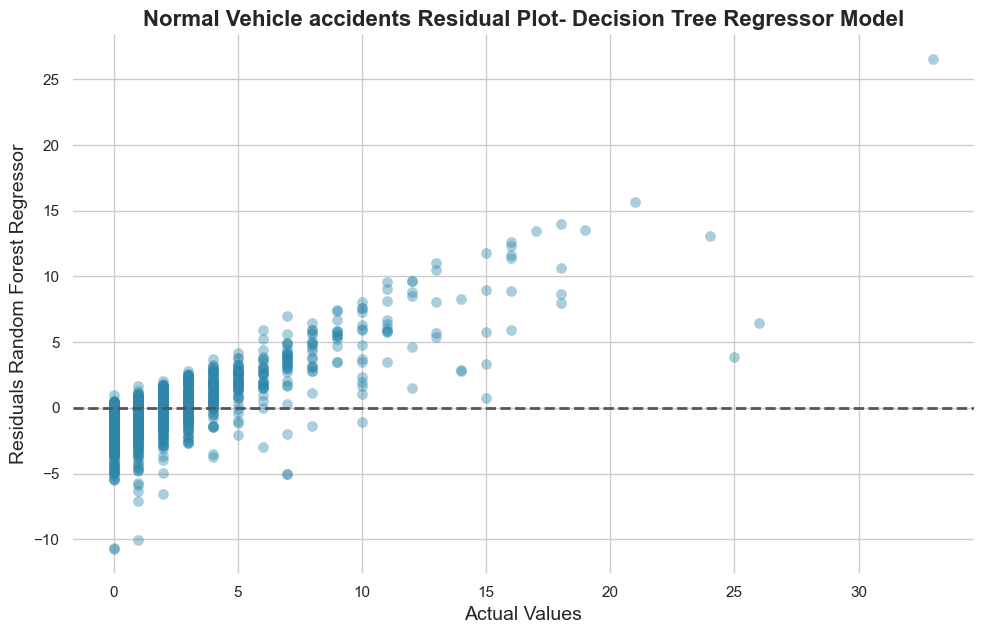 Normal Vehicle accidents Residual Plot- Decision Tree Regressor Model
Residuals Random Forest Regressor
25
20
15
10
5
0
−5
−10
0 5 10 15 20 25 30
Actual Values